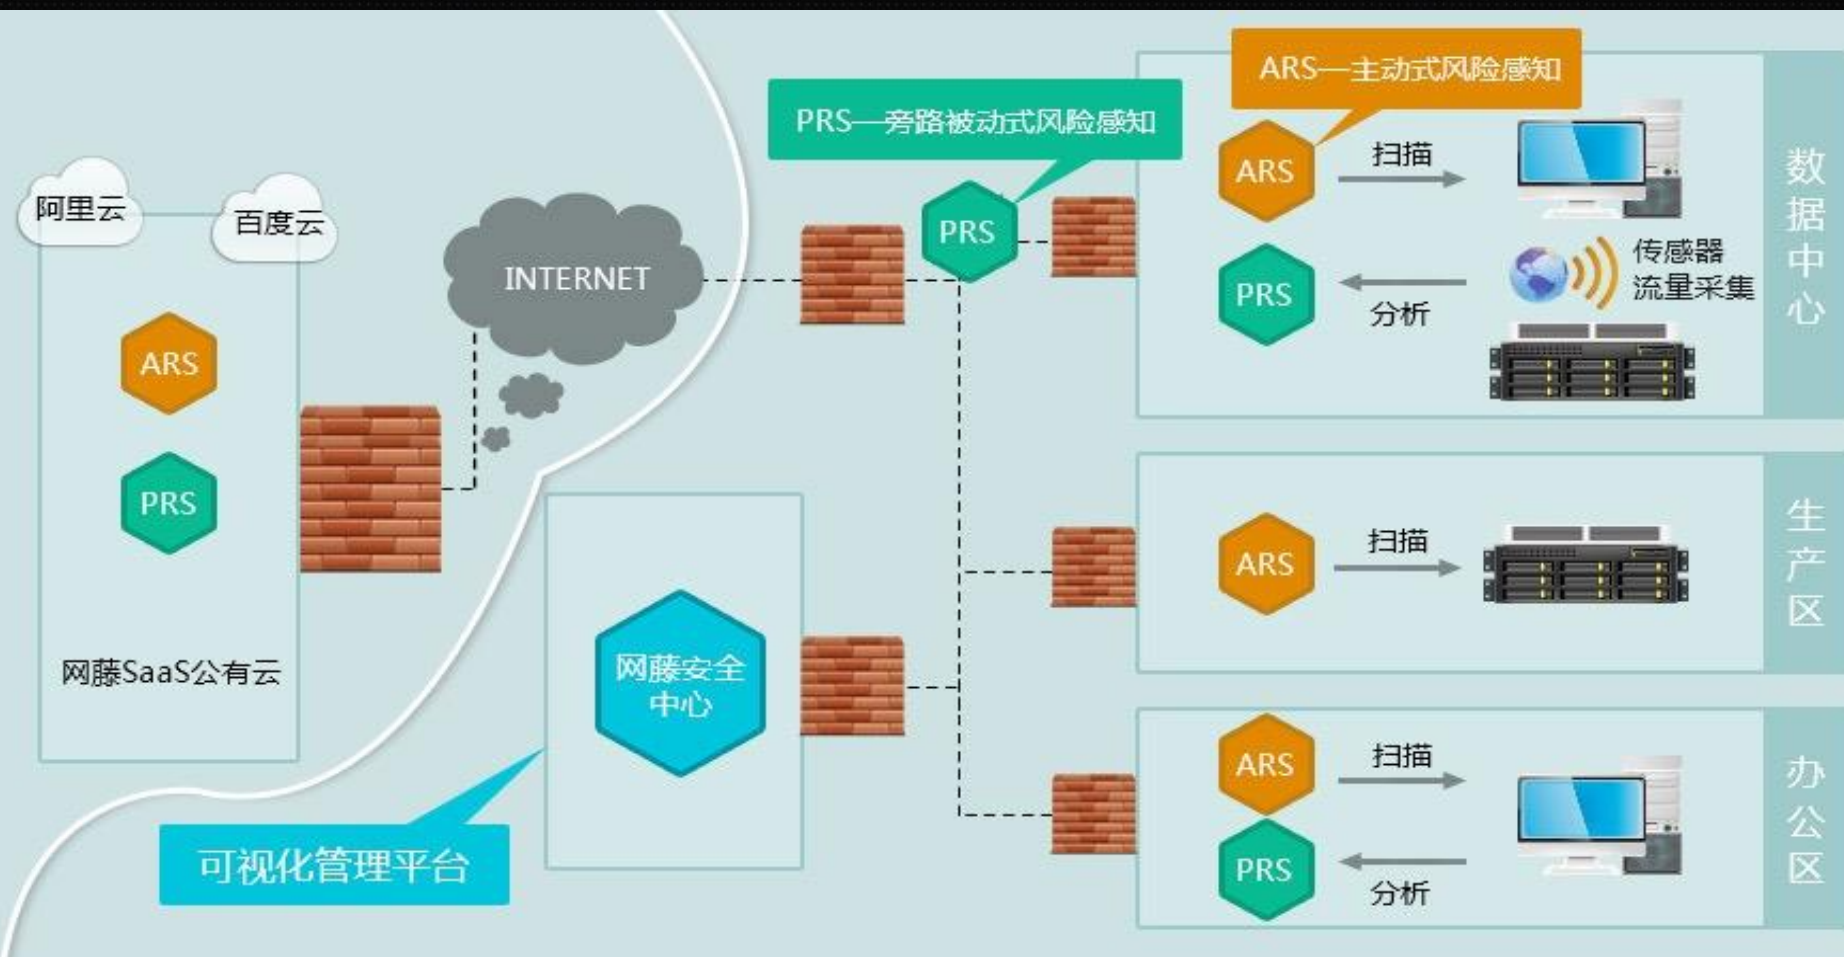 ARS—主动式风险感知
PRS—旁路被动式风险感知
阿里云
百度云
ARS
PRS
网藤SaaS公有云
INTERNET
PRS
网藤安全
中心
可视化管理平台
ARS
扫描
PRS
分析
传感器
流量采集
数据中心
ARS
扫描
生产区
ARS
扫描
PRS
分析
办公区